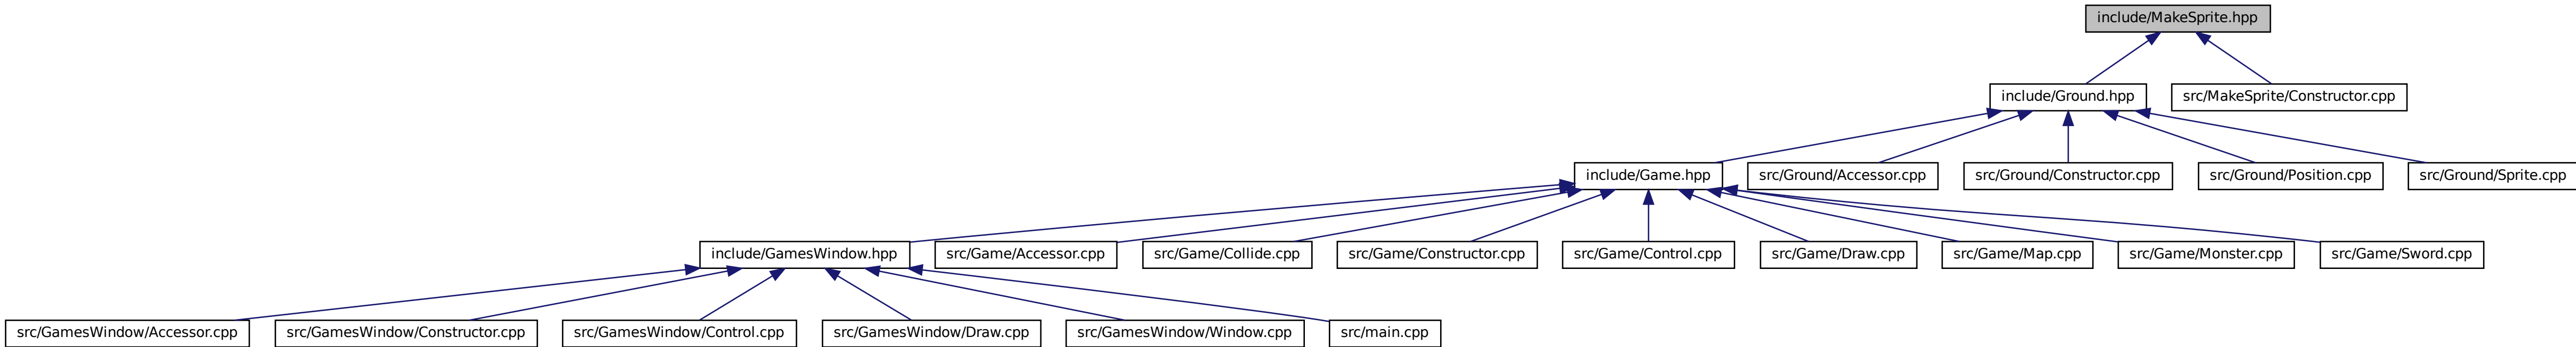 include/MakeSprite.hpp
include/Ground.hpp
src/MakeSprite/Constructor.cpp
include/Game.hpp
src/Ground/Accessor.cpp
src/Ground/Constructor.cpp
src/Ground/Position.cpp
src/Ground/Sprite.cpp
include/GamesWindow.hpp
src/Game/Accessor.cpp
src/Game/Collide.cpp
src/Game/Constructor.cpp
src/Game/Control.cpp
src/Game/Draw.cpp
src/Game/Map.cpp
src/Game/Monster.cpp
src/Game/Sword.cpp
src/GamesWindow/Accessor.cpp
src/GamesWindow/Constructor.cpp
src/GamesWindow/Control.cpp
src/GamesWindow/Draw.cpp
src/GamesWindow/Window.cpp
src/main.cpp